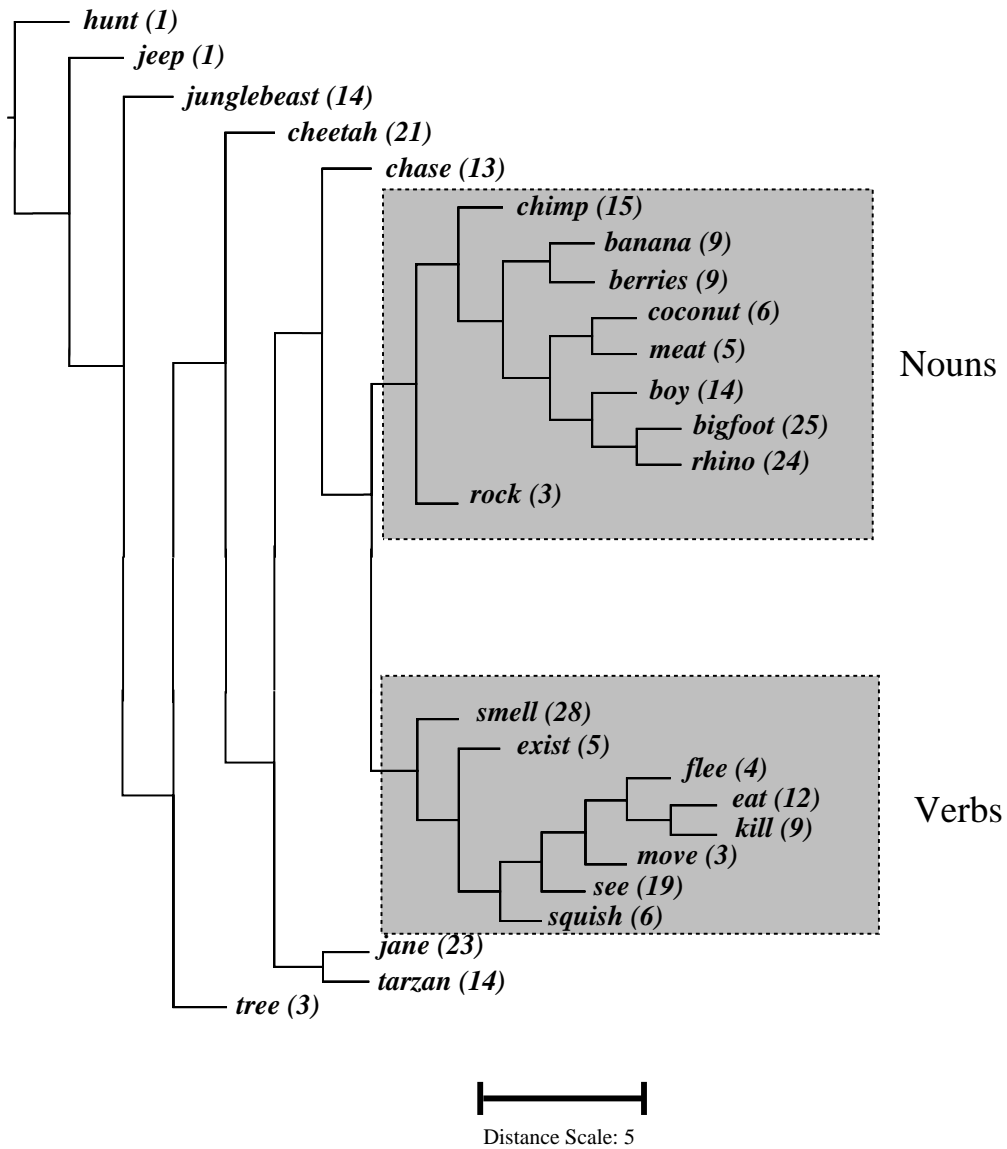 hunt (1)
jeep (1)
junglebeast (14)
cheetah (21)
chase (13)
chimp (15)
banana (9)
berries (9)
coconut (6)
meat (5)
Nouns
boy (14)
bigfoot (25)
rhino (24)
rock (3)
smell (28)
exist (5)
flee (4)
eat (12)
Verbs
kill (9)
move (3)
see (19)
squish (6)
jane (23)
tarzan (14)
tree (3)
Distance Scale: 5